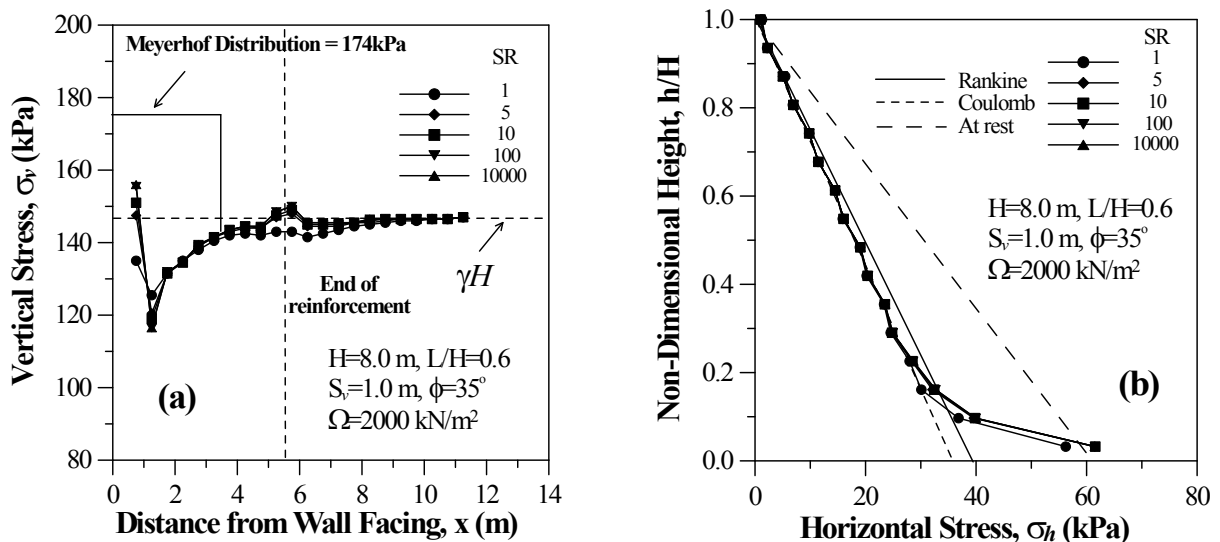 200
180
160
140
120
100
80
0
2
4
6
8
10
12
14
Vertical Stress, σv (kPa)
Distance from Wall Facing, x (m)
Meyerhof Distribution = 174kPa
SR
1
5
10
100
10000
γH
End of
reinforcement
H=8.0 m, L/H=0.6
Sv=1.0 m, ϕ=35°
Ω=2000 kN/m²
(a)
1.0
0.8
0.6
0.4
0.2
0.0
0
20
40
60
80
Non-Dimensional Height, h/H
Horizontal Stress, σh (kPa)
Rankine
Coulomb
At rest
SR
1
5
10
100
10000
H=8.0 m, L/H=0.6
Sv=1.0 m, ϕ=35°
Ω=2000 kN/m²
(b)